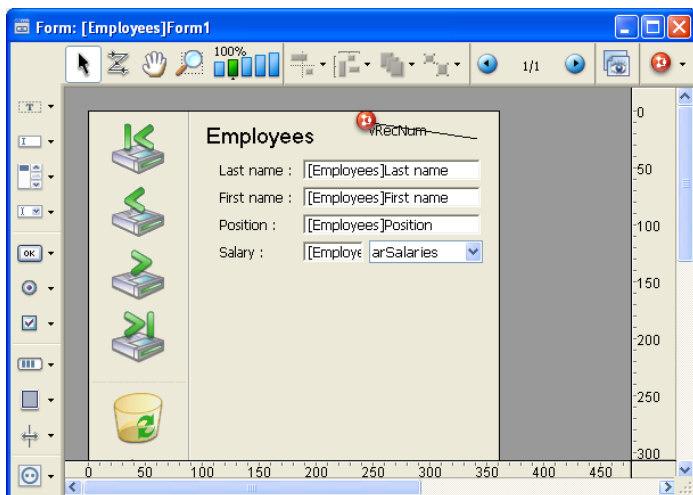 Form: [Employees]Form1
100%
1/1
T
I
I
OK
Employees
vRecNum
Last name : [Employees]Last name
First name : [Employees]First name
Position : [Employees]Position
Salary : [Employe arSalaries
0
50
100
150
200
250
300
0 50 100 150 200 250 300 350 400 450